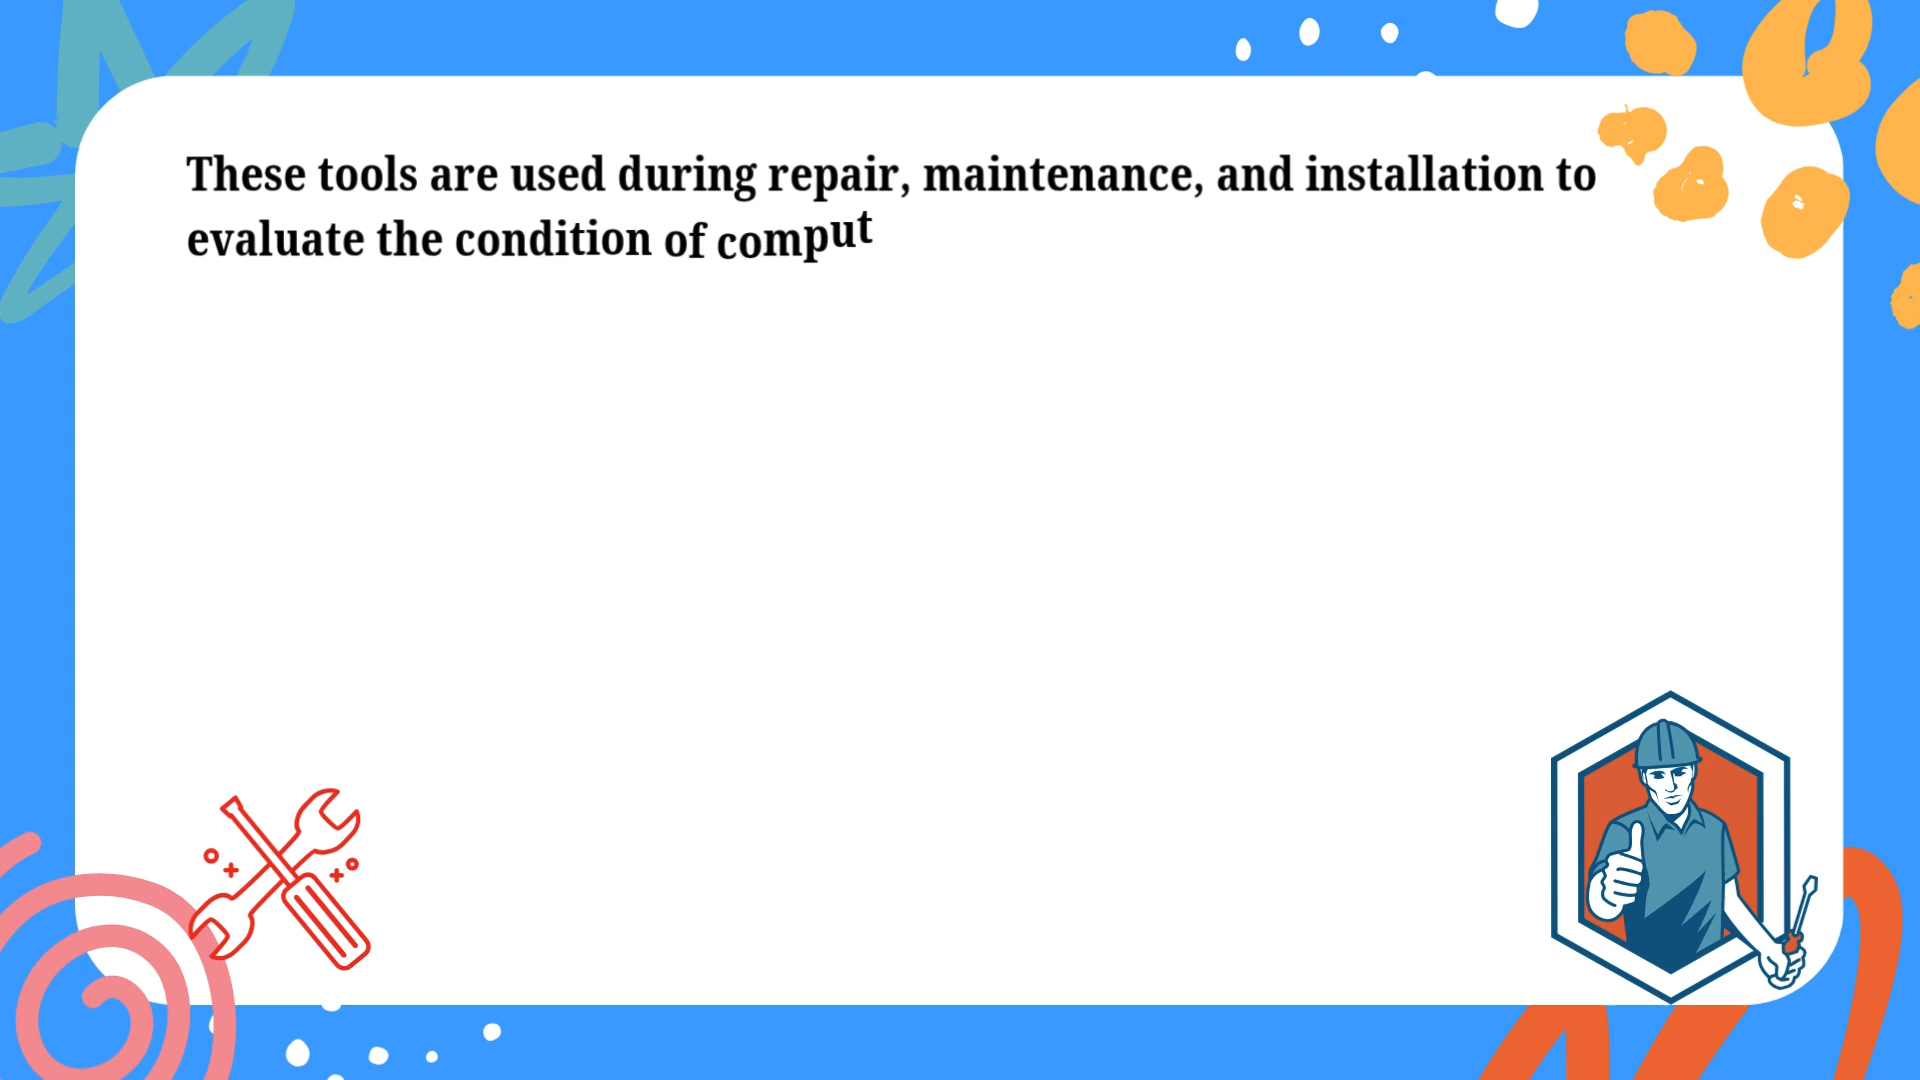 These tools are used during repair, maintenance, and installation to
evaluate the condition of comput